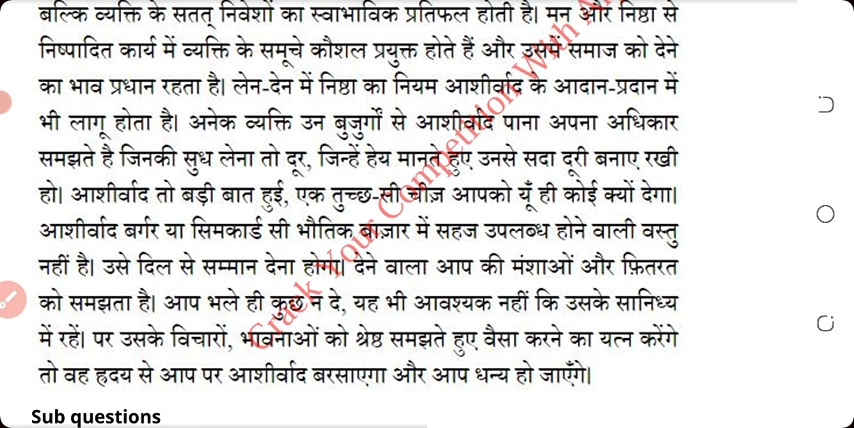 बल्कि व्यक्ति के सतत् निवेशों का स्वाभाविक प्रतिफल होती है। मन और निष्ठा से
निष्पादित कार्य में व्यक्ति के समूचे कौशल प्रयुक्त होते हैं और उसमें समाज को देने
का भाव प्रधान रहता है। लेन-देन में निष्ठा का नियम आशीर्वाद के आदान-प्रदान में
भी लागू होता है। अनेक व्यक्ति उन बुजुर्गों से आशीर्वाद पाना अपना अधिकार
समझते है जिनकी सुध लेना तो दूर, जिन्हें हेय मानते हुए उनसे सदा दूरी बनाए रखी
हो। आशीर्वाद तो बड़ी बात हुई, एक तुच्छ-सी चीज़ आपको यूँ ही कोई क्यों देगा।
आशीर्वाद बर्गर या सिमकार्ड सी भौतिक बाज़ार में सहज उपलब्ध होने वाली वस्तु
नहीं है। उसे दिल से सम्मान देना होगा। देने वाला आप की मंशाओं और फ़ितरत
को समझता है। आप भले ही कुछ न दे, यह भी आवश्यक नहीं कि उसके सानिध्य
में रहें। पर उसके विचारों, भावनाओं को श्रेष्ठ समझते हुए वैसा करने का यत्न करेंगे
तो वह हृदय से आप पर आशीर्वाद बरसाएगा और आप धन्य हो जाएँगे।
Sub questions
Crack Your Competition With